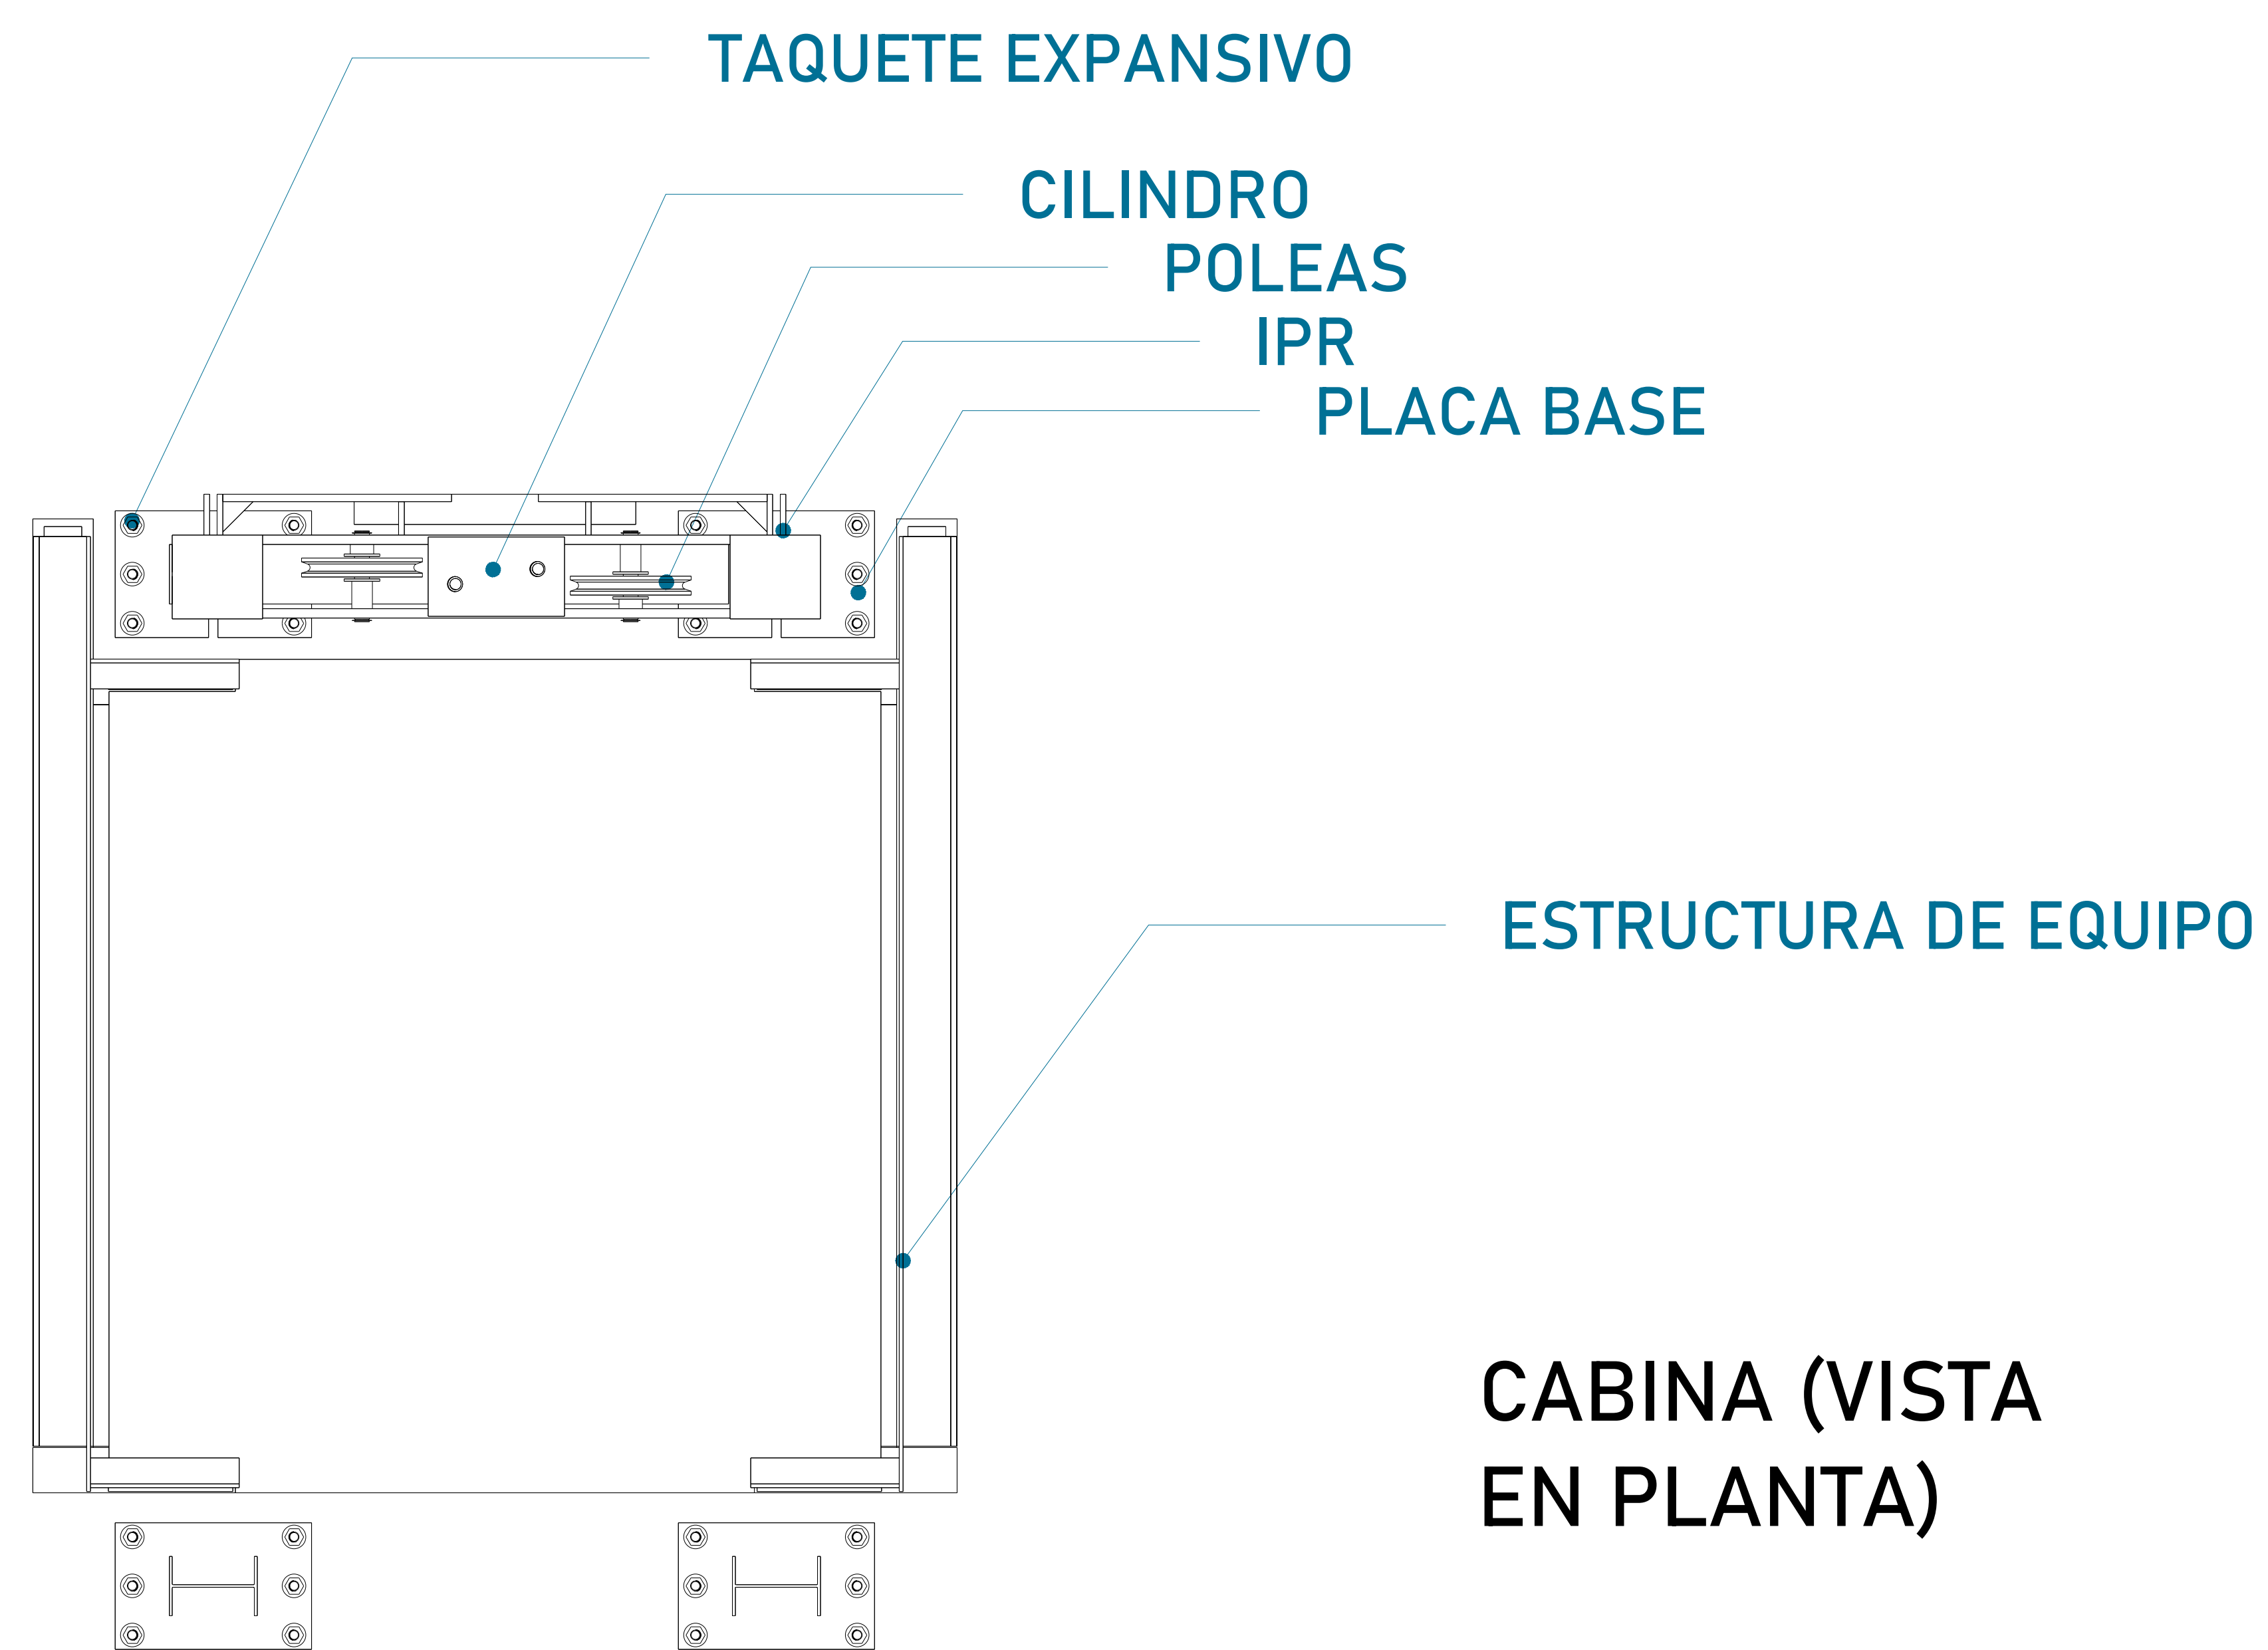 TAQUETE EXPANSIVO
CILINDRO
POLEAS
IPR
PLACA BASE
ESTRUCTURA DE EQUIPO
CABINA (VISTA
EN PLANTA)